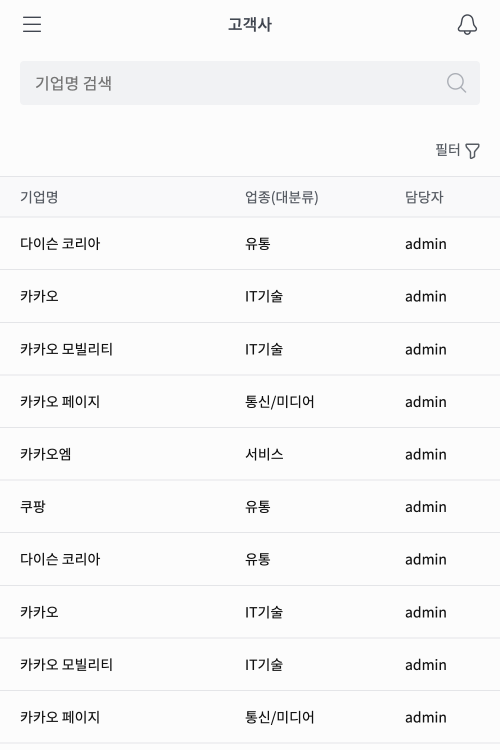 고객사
기업명 검색
필터
기업명 업종(대분류) 담당자
다이슨 코리아 유통 admin
카카오 IT기술 admin
카카오 모빌리티 IT기술 admin
카카오 페이지 통신/미디어 admin
카카오엠 서비스 admin
쿠팡 유통 admin
다이슨 코리아 유통 admin
카카오 IT기술 admin
카카오 모빌리티 IT기술 admin
카카오 페이지 통신/미디어 admin